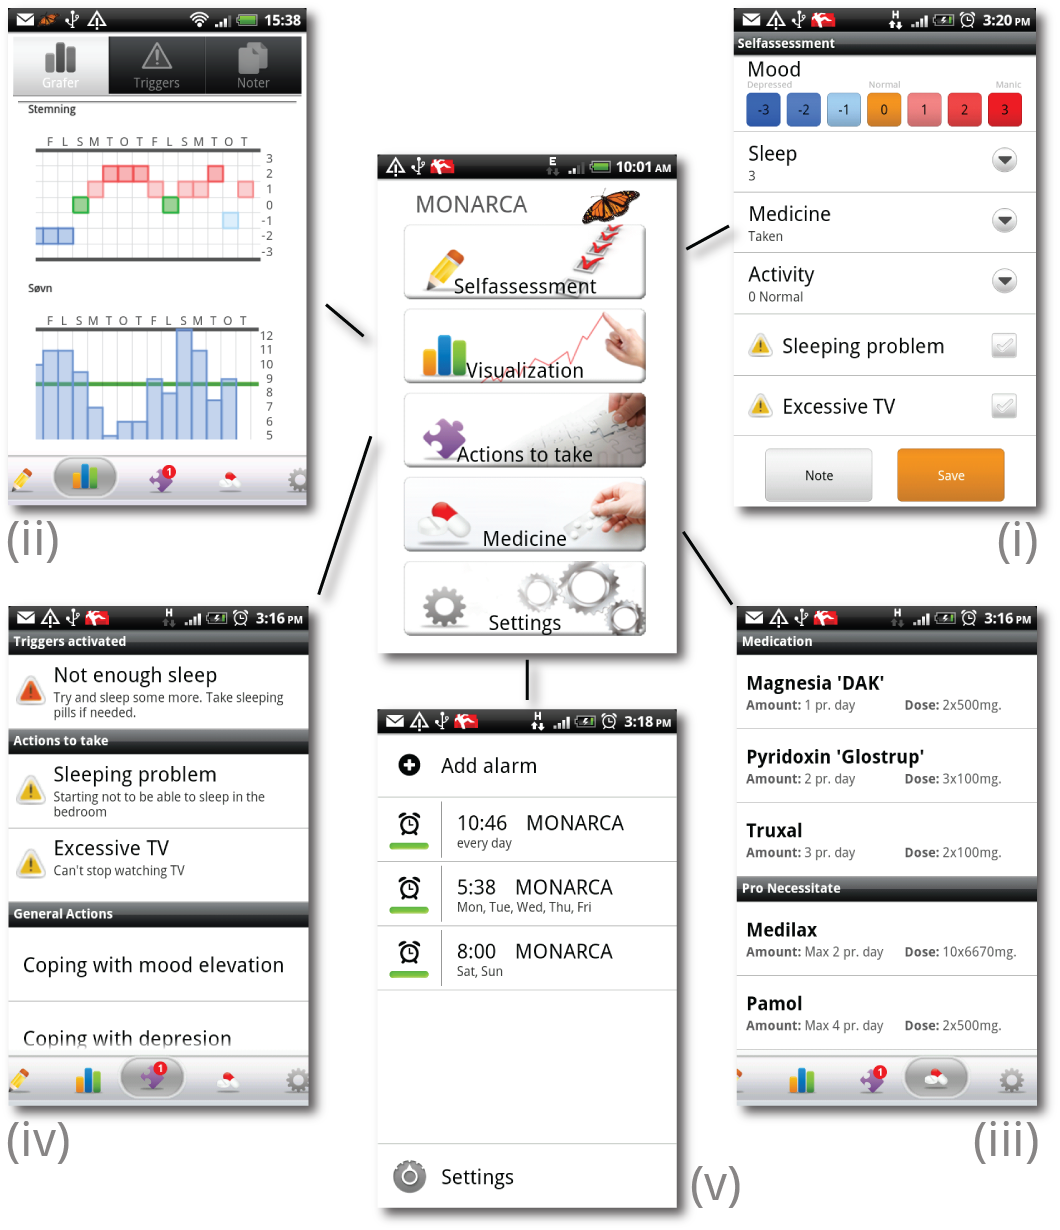 15:38
Grafer
Triggers
Noter
Stemning
F L S M T O T F L S M T O T
3
2
1
0
-1
-2
-3
Søvn
F L S M T O T F L S M T O T
12
11
10
9
8
7
6
5
1
(ii)
E
10:01 AM
MONARCA
Selfassessment
Visualization
Actions to take
Medicine
Settings
H
3:20 PM
Selfassessment
Mood
Depressed Normal Manic
-3 -2 -1 0 1 2 3
Sleep
3
Medicine
Taken
Activity
0 Normal
Sleeping problem
Excessive TV
Note Save
(i)
H
3:16 PM
Triggers activated
Not enough sleep
Try and sleep some more. Take sleeping
pills if needed.
Actions to take
Sleeping problem
Starting not to be able to sleep in the
bedroom
Excessive TV
Can't stop watching TV
General Actions
Coping with mood elevation
Coping with depresion
1
(iv)
H
3:18 PM
Add alarm
10:46 MONARCA
every day
5:38 MONARCA
Mon, Tue, Wed, Thu, Fri
8:00 MONARCA
Sat, Sun
Settings
(v)
H
3:16 PM
Medication
Magnesia 'DAK'
Amount: 1 pr. day Dose: 2x500mg.
Pyridoxin 'Glostrup'
Amount: 2 pr. day Dose: 3x100mg.
Truxal
Amount: 3 pr. day Dose: 2x100mg.
Pro Necessitate
Medilax
Amount: Max 2 pr. day Dose: 10x6670mg.
Pamol
Amount: Max 4 pr. day Dose: 2x500mg.
1
(iii)